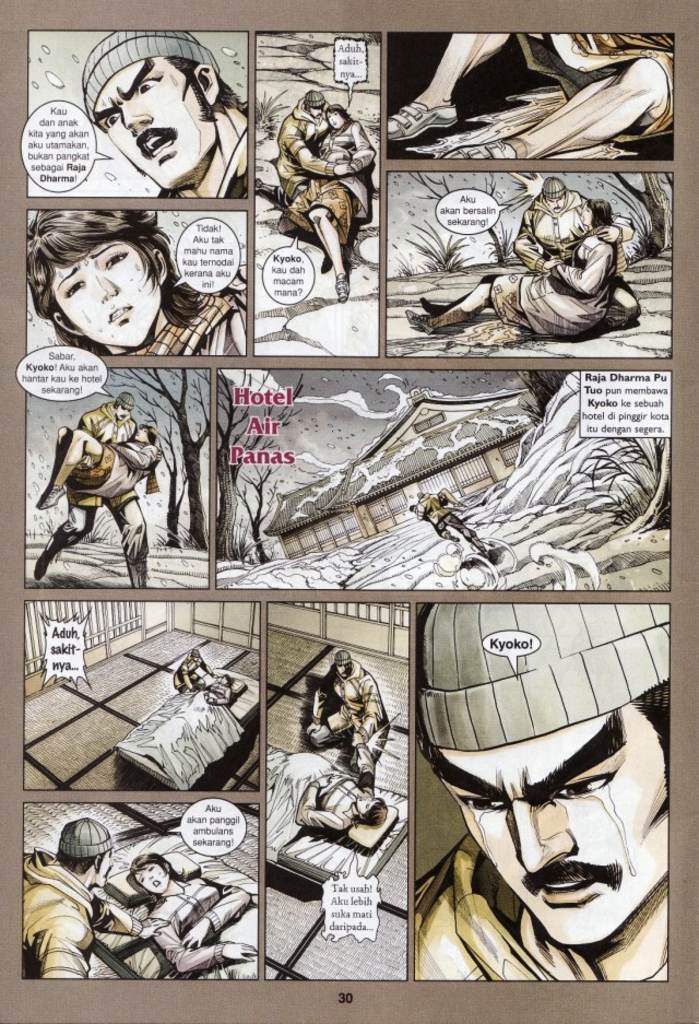 Kau
dan anak
kita yang akan
aku utamakan,
bukan pangkat
Raja
Dharma!
Aduh,
sakit-
nya...
Kyoko,
kau dah
macam
mana?
Aku
akan bersalin
sekarang!
Tidak!
Aku tak
mahu nama
kau ternodai
kerana aku
ini!
Sabar,
Kyoko! Aku akan
hantar kau ke hotel
sekarang!
Hotel
Air
Panas
Raja Dharma Pu
Tuo pun membawa
Kyoko ke sebuah
hotel di pinggir kota
itu dengan segera.
Aduh,
sakit-
nya...
Aku
akan panggil
ambulans
sekarang!
Tak usah!
Aku lebih
suka mati
daripada...
Kyoko!
30